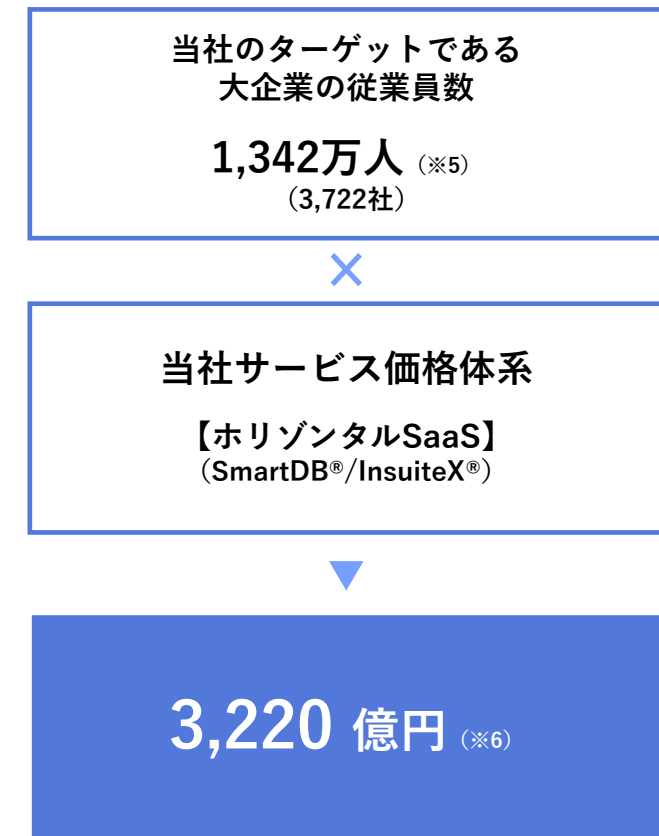 当社のターゲットである
大企業の従業員数
1,342万人（※5）
（3,722社）
×
当社サービス価格体系
【ホリゾンタルSaaS】
（SmartDB®/InsuiteX®）
3,220 億円（※6）